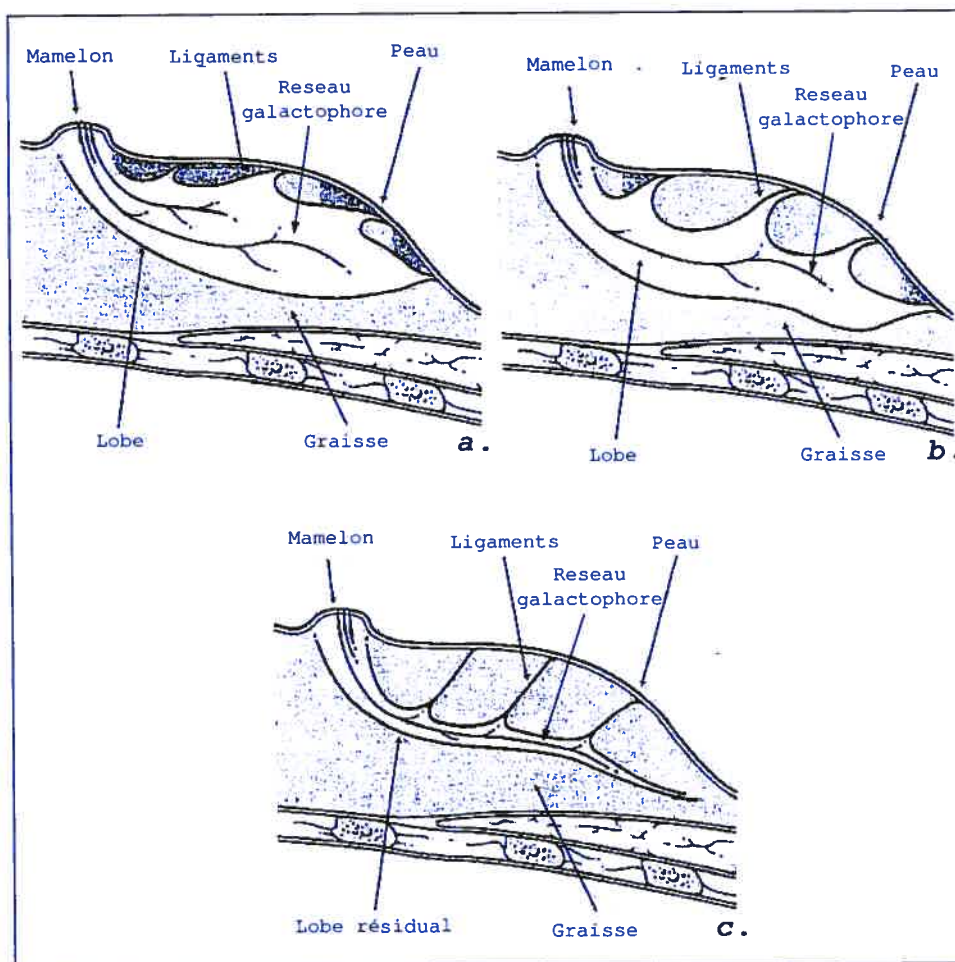 Mamelon
Ligaments
Peau
Reseau
galactophore
Lobe
Graisse
a.
Mamelon
Ligaments
Peau
Reseau
galactophore
Lobe
Graisse
b.
Mamelon
Ligaments
Peau
Reseau
galactophore
Lobe résidual
Graisse
c.